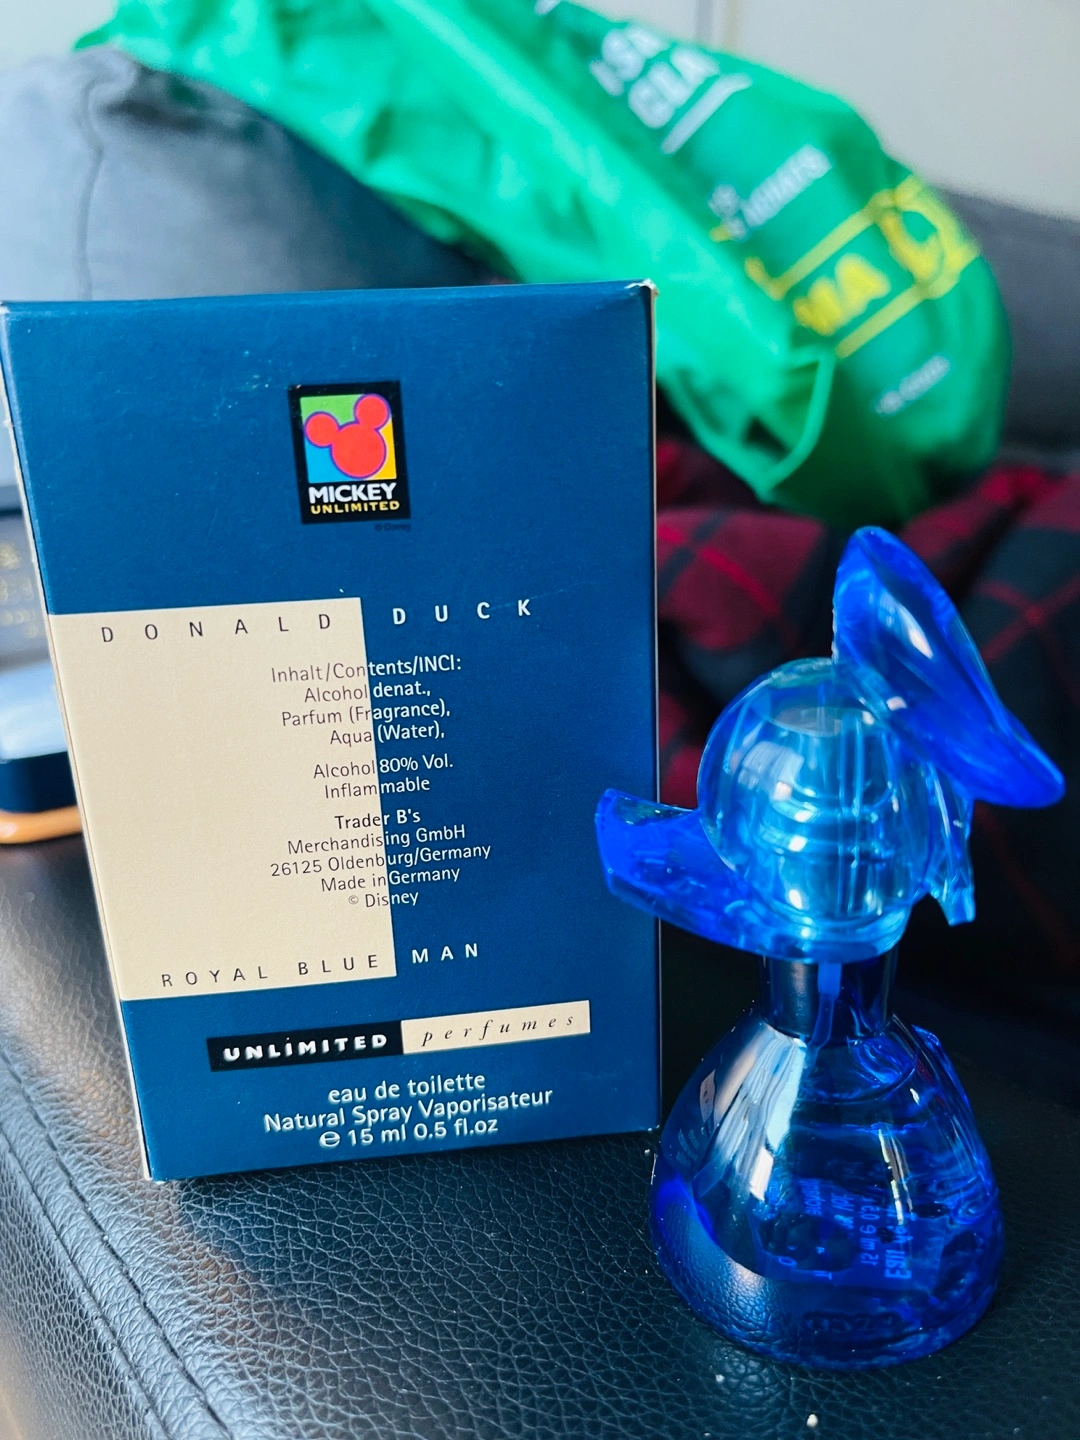 MICKEY
UNLIMITED
© Disney
DONALD DUCK
Inhalt/Contents/INCI:
Alcohol denat.,
Parfum (Fragrance),
Aqua (Water),
Alcohol 80% Vol.
Inflammable
Trader B's
Merchandising GmbH
26125 Oldenburg/Germany
Made in Germany
© Disney
ROYAL BLUE MAN
UNLIMITED perfumes
eau de toilette
Natural Spray Vaporisateur
℮ 15 ml 0.5 fl.oz